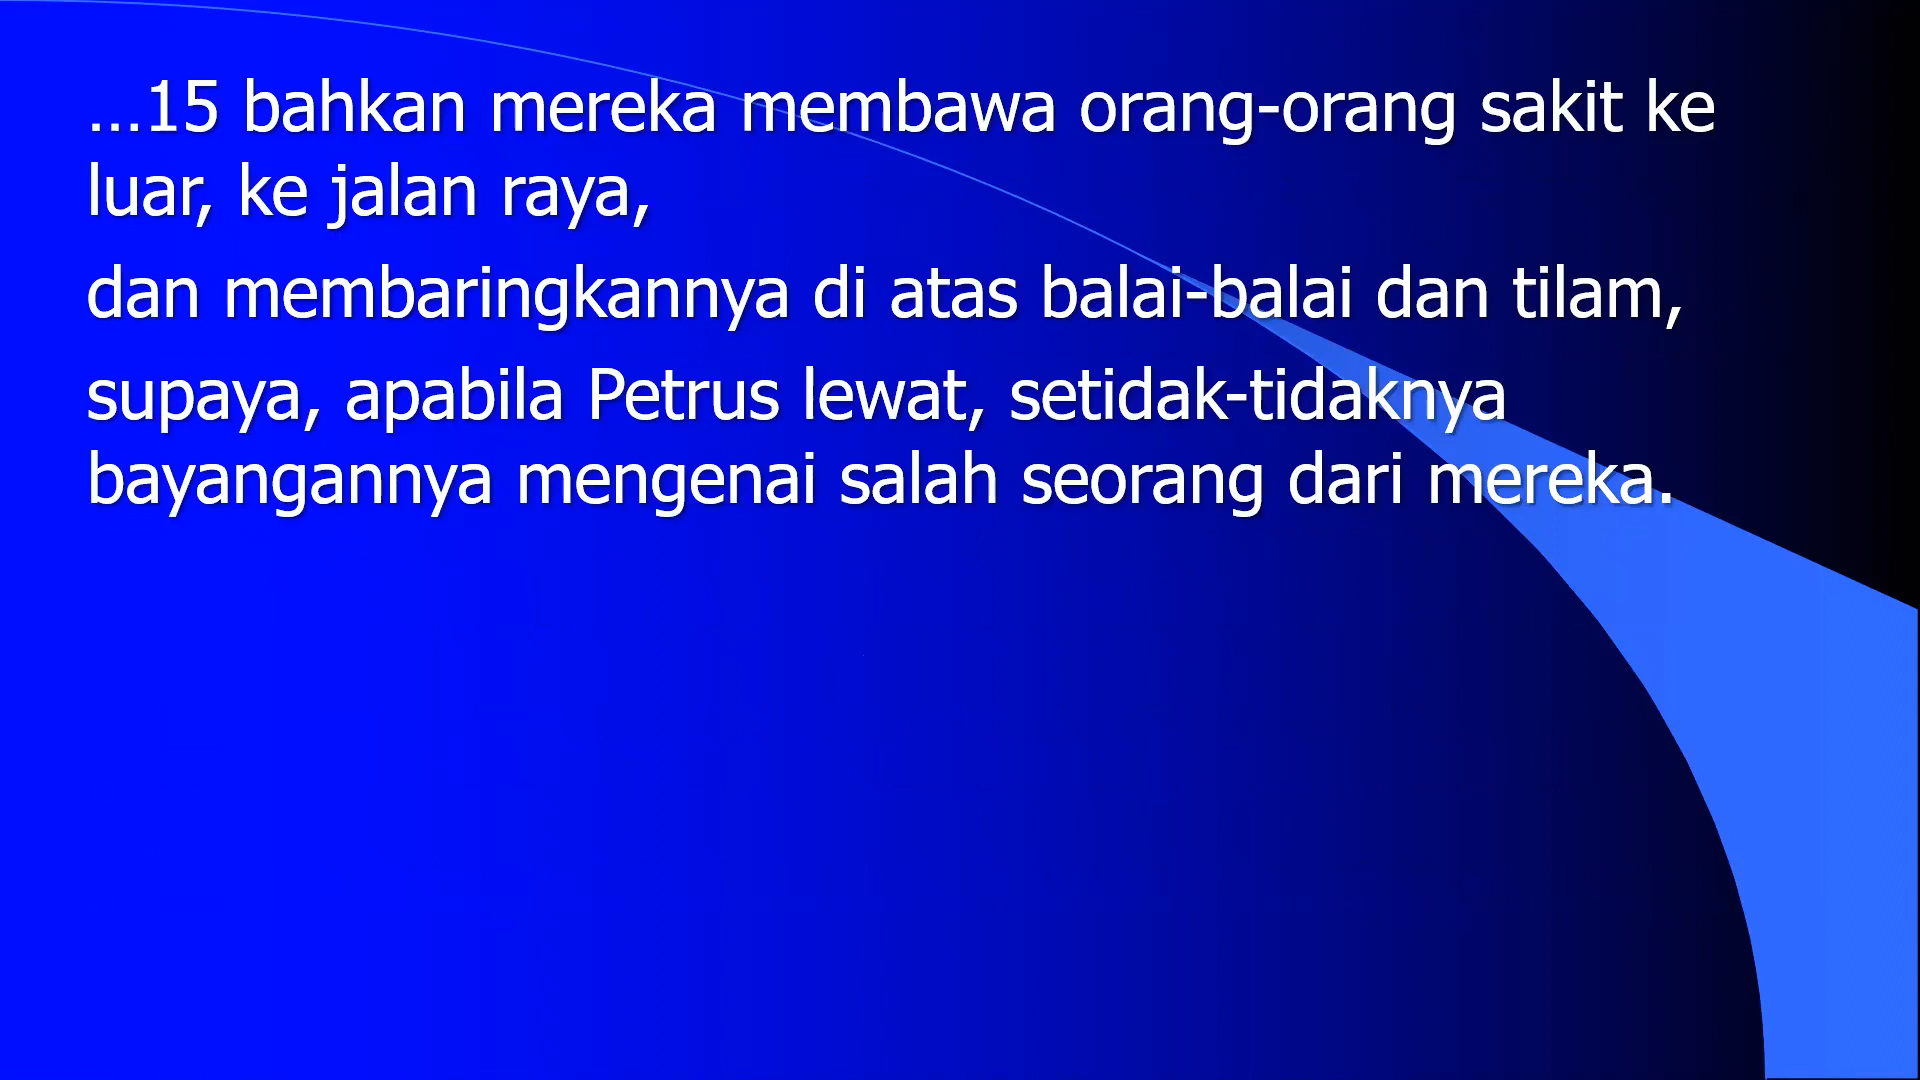 …15 bahkan mereka membawa orang-orang sakit ke
luar, ke jalan raya,
dan membaringkannya di atas balai-balai dan tilam,
supaya, apabila Petrus lewat, setidak-tidaknya
bayangannya mengenai salah seorang dari mereka.